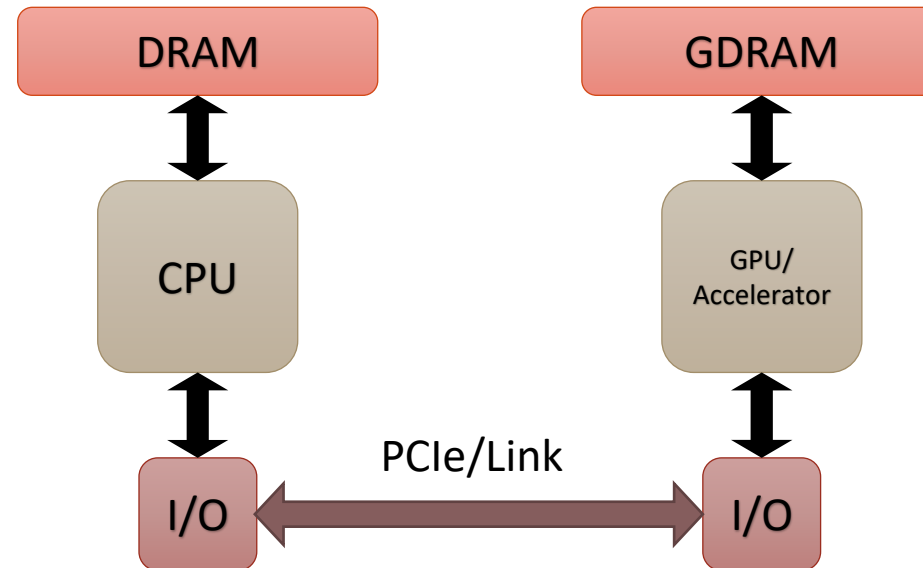 DRAM
GDRAM
CPU
GPU/
Accelerator
PCIe/Link
I/O
I/O